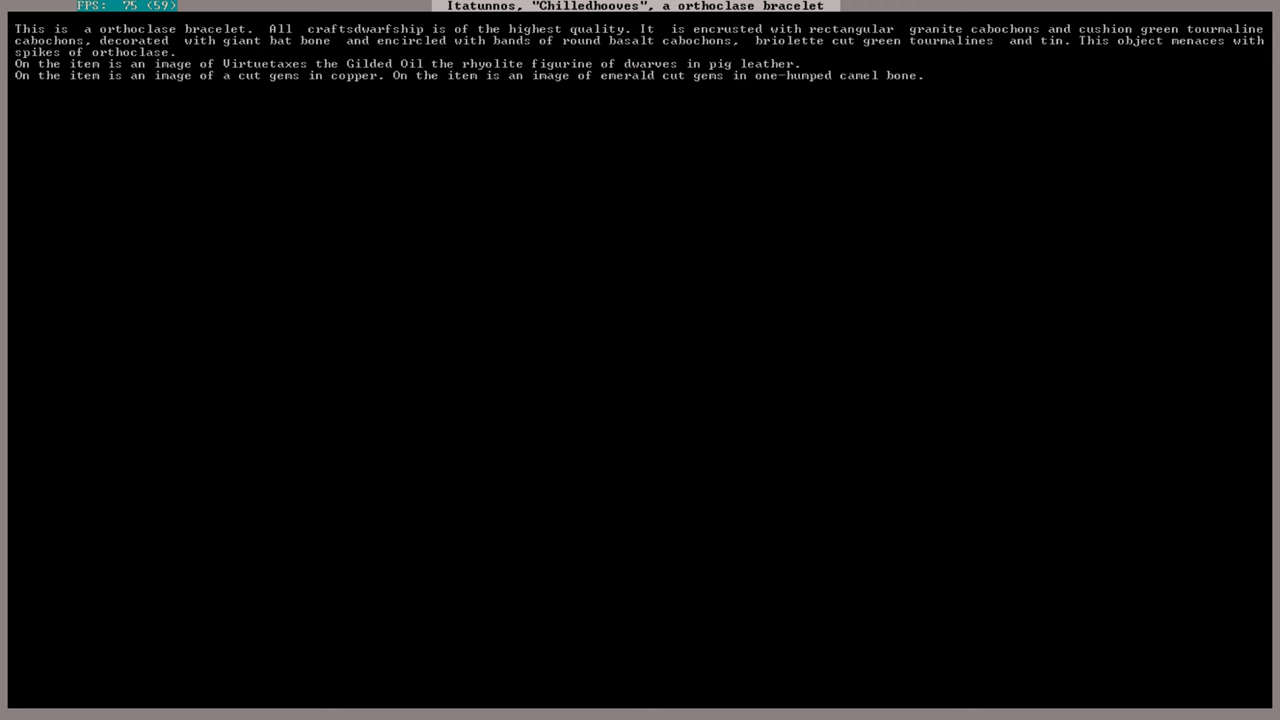 FPS: 75 (59)
Itatunnos, "Chilledhooves", a orthoclase bracelet
This is a orthoclase bracelet. All craftsdwarfship is of the highest quality. It is encrusted with rectangular granite cabochons and cushion green tourmaline
cabochons, decorated with giant bat bone and encircled with bands of round basalt cabochons, briolette cut green tourmalines and tin. This object menaces with
spikes of orthoclase.
On the item is an image of Virtuetaxes the Gilded Oil the rhyolite figurine of dwarves in pig leather.
On the item is an image of a cut gems in copper. On the item is an image of emerald cut gems in one-humped camel bone.